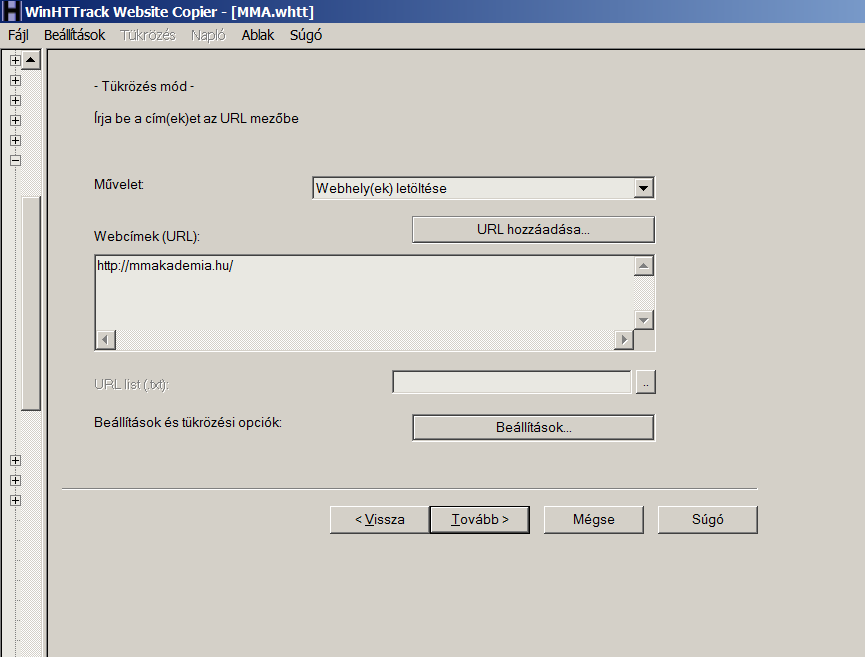 WinHTTrack Website Copier - [MMA.whtt]
Fájl Beállítások Tükrözés Napló Ablak Súgó
- Tükrözés mód -
Írja be a cím(ek)et az URL mezőbe
Művelet:
Webhely(ek) letöltése
URL hozzáadása...
Webcímek (URL):
http://mmakademia.hu/
URL list (.txt):
..
Beállítások és tükrözési opciók:
Beállítások...
< Vissza Tovább > Mégse Súgó